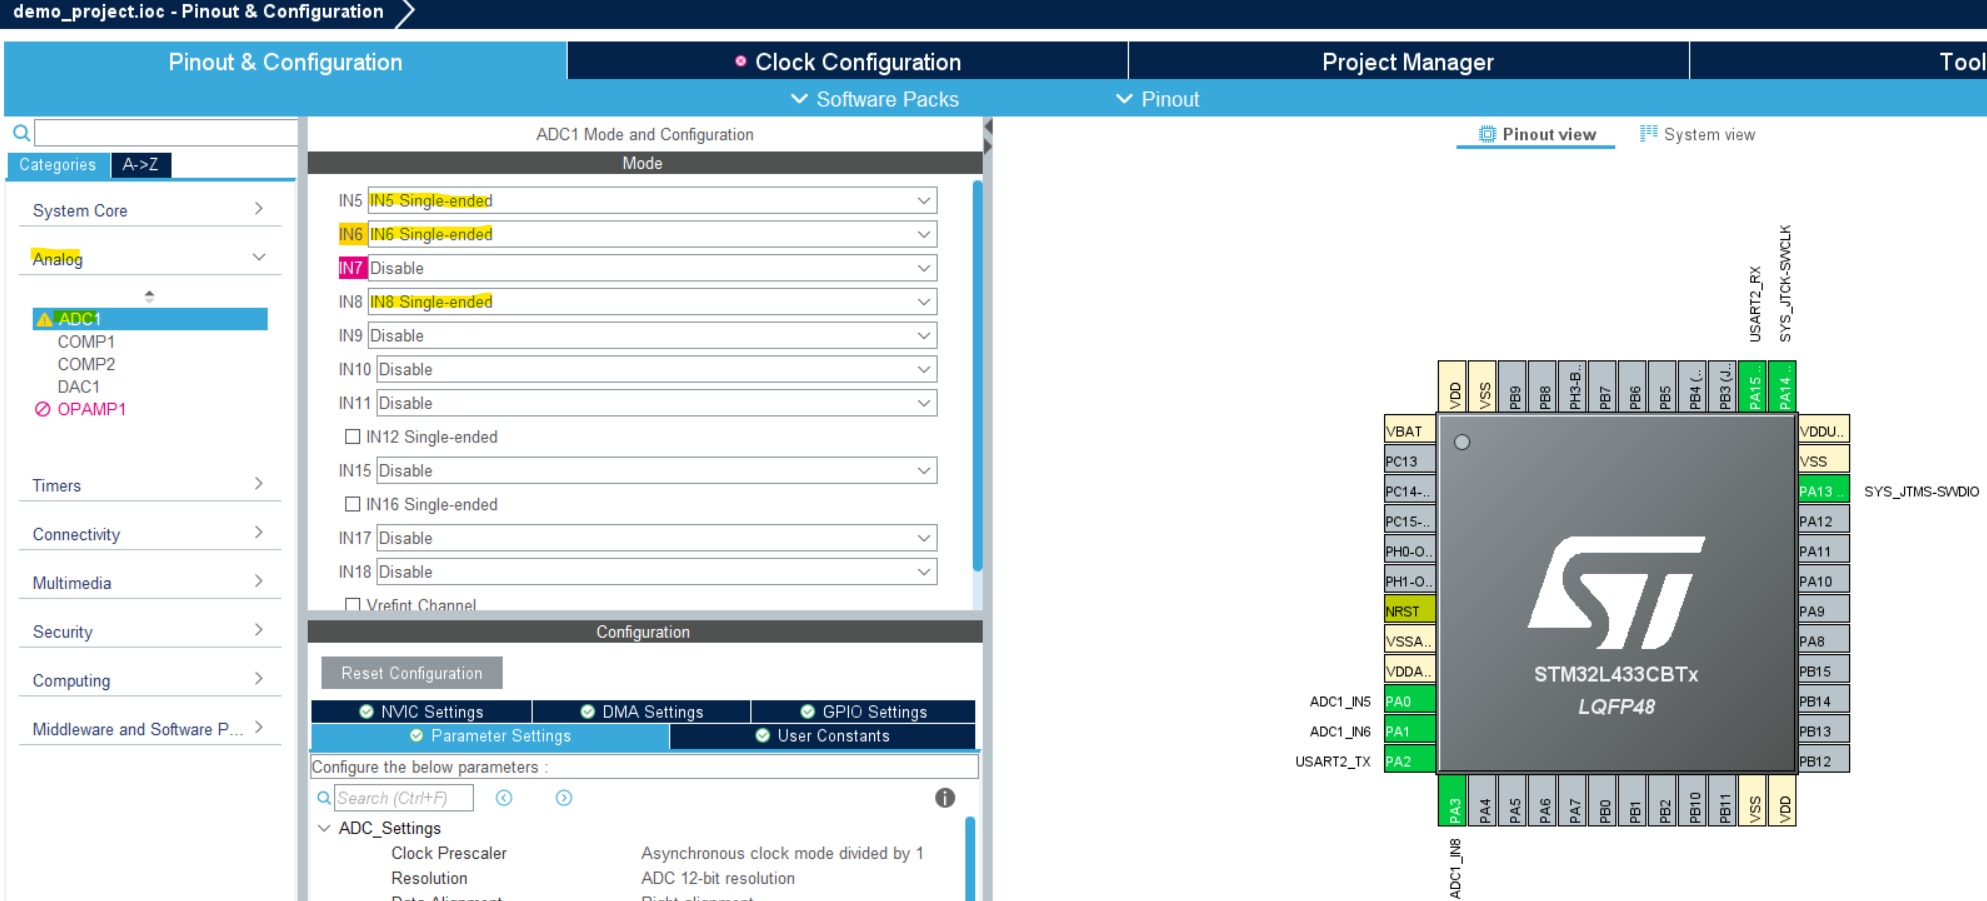 demo_project.ioc - Pinout & Configuration
Pinout & Configuration
Clock Configuration
Project Manager
Tool
Software Packs
Pinout
Categories
A->Z
System Core
Analog
ADC1
COMP1
COMP2
DAC1
OPAMP1
Timers
Connectivity
Multimedia
Security
Computing
Middleware and Software P...
ADC1 Mode and Configuration
Mode
IN5 IN5 Single-ended
IN6 IN6 Single-ended
IN7 Disable
IN8 IN8 Single-ended
IN9 Disable
IN10 Disable
IN11 Disable
IN12 Single-ended
IN15 Disable
IN16 Single-ended
IN17 Disable
IN18 Disable
Vrefint Channel
Configuration
Reset Configuration
NVIC Settings
DMA Settings
GPIO Settings
Parameter Settings
User Constants
Configure the below parameters :
Search (Ctrl+F)
ADC_Settings
Clock Prescaler Asynchronous clock mode divided by 1
Resolution ADC 12-bit resolution
Data Alignment Right alignment
Pinout view
System view
USART2_RX
SYS_JTCK-SWCLK
VDD
VSS
PB9
PB8
PH3-B..
PB7
PB6
PB5
PB4 (..
PB3 (J..
PA15 ..
PA14 ..
VBAT
PC13
PC14-..
PC15-..
PH0-O..
PH1-O..
NRST
VSSA..
VDDA..
ADC1_IN5 PA0
ADC1_IN6 PA1
USART2_TX PA2
STM32L433CBTx
LQFP48
VDDU..
VSS
PA13 .. SYS_JTMS-SWDIO
PA12
PA11
PA10
PA9
PA8
PB15
PB14
PB13
PB12
PA3
PA4
PA5
PA6
PA7
PB0
PB1
PB2
PB10
PB11
VSS
VDD
ADC1_IN8